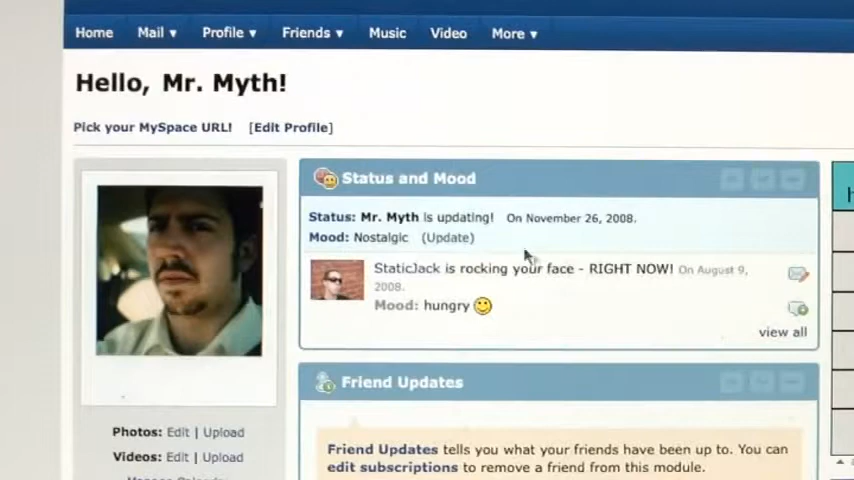 Home Mail ▾ Profile ▾ Friends ▾ Music Video More ▾
Hello, Mr. Myth!
Pick your MySpace URL! [Edit Profile]
Status and Mood
Status: Mr. Myth is updating! On November 26, 2008.
Mood: Nostalgic (Update)
StaticJack is rocking your face - RIGHT NOW! On August 9,
2008.
Mood: hungry
view all
Friend Updates
Photos: Edit | Upload
Videos: Edit | Upload
Friend Updates tells you what your friends have been up to. You can
edit subscriptions to remove a friend from this module.